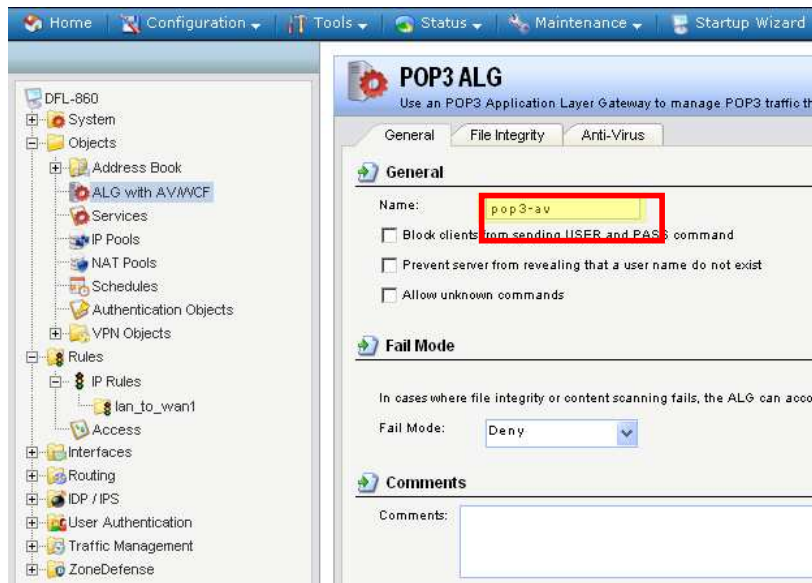 Home Configuration Tools Status Maintenance Startup Wizard
DFL-860
System
Objects
Address Book
ALG with AV/WCF
Services
IP Pools
NAT Pools
Schedules
Authentication Objects
VPN Objects
Rules
IP Rules
lan_to_wan1
Access
Interfaces
Routing
IDP / IPS
User Authentication
Traffic Management
ZoneDefense
POP3 ALG
Use an POP3 Application Layer Gateway to manage POP3 traffic th
General File Integrity Anti-Virus
General
Name: pop3-av
Block clients from sending USER and PASS command
Prevent server from revealing that a user name do not exist
Allow unknown commands
Fail Mode
In cases where file integrity or content scanning fails, the ALG can acco
Fail Mode: Deny
Comments
Comments: